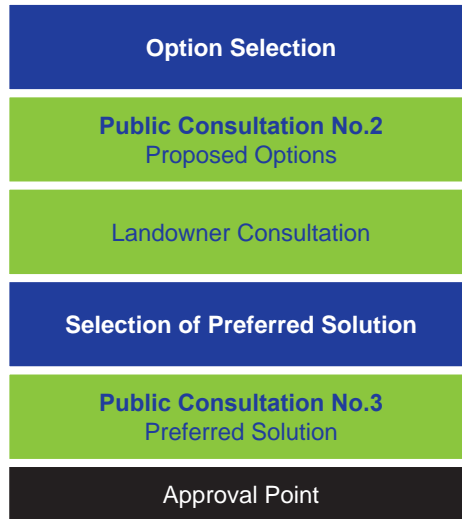 Option Selection
Public Consultation No.2
Proposed Options
Landowner Consultation
Selection of Preferred Solution
Public Consultation No.3
Preferred Solution
Approval Point